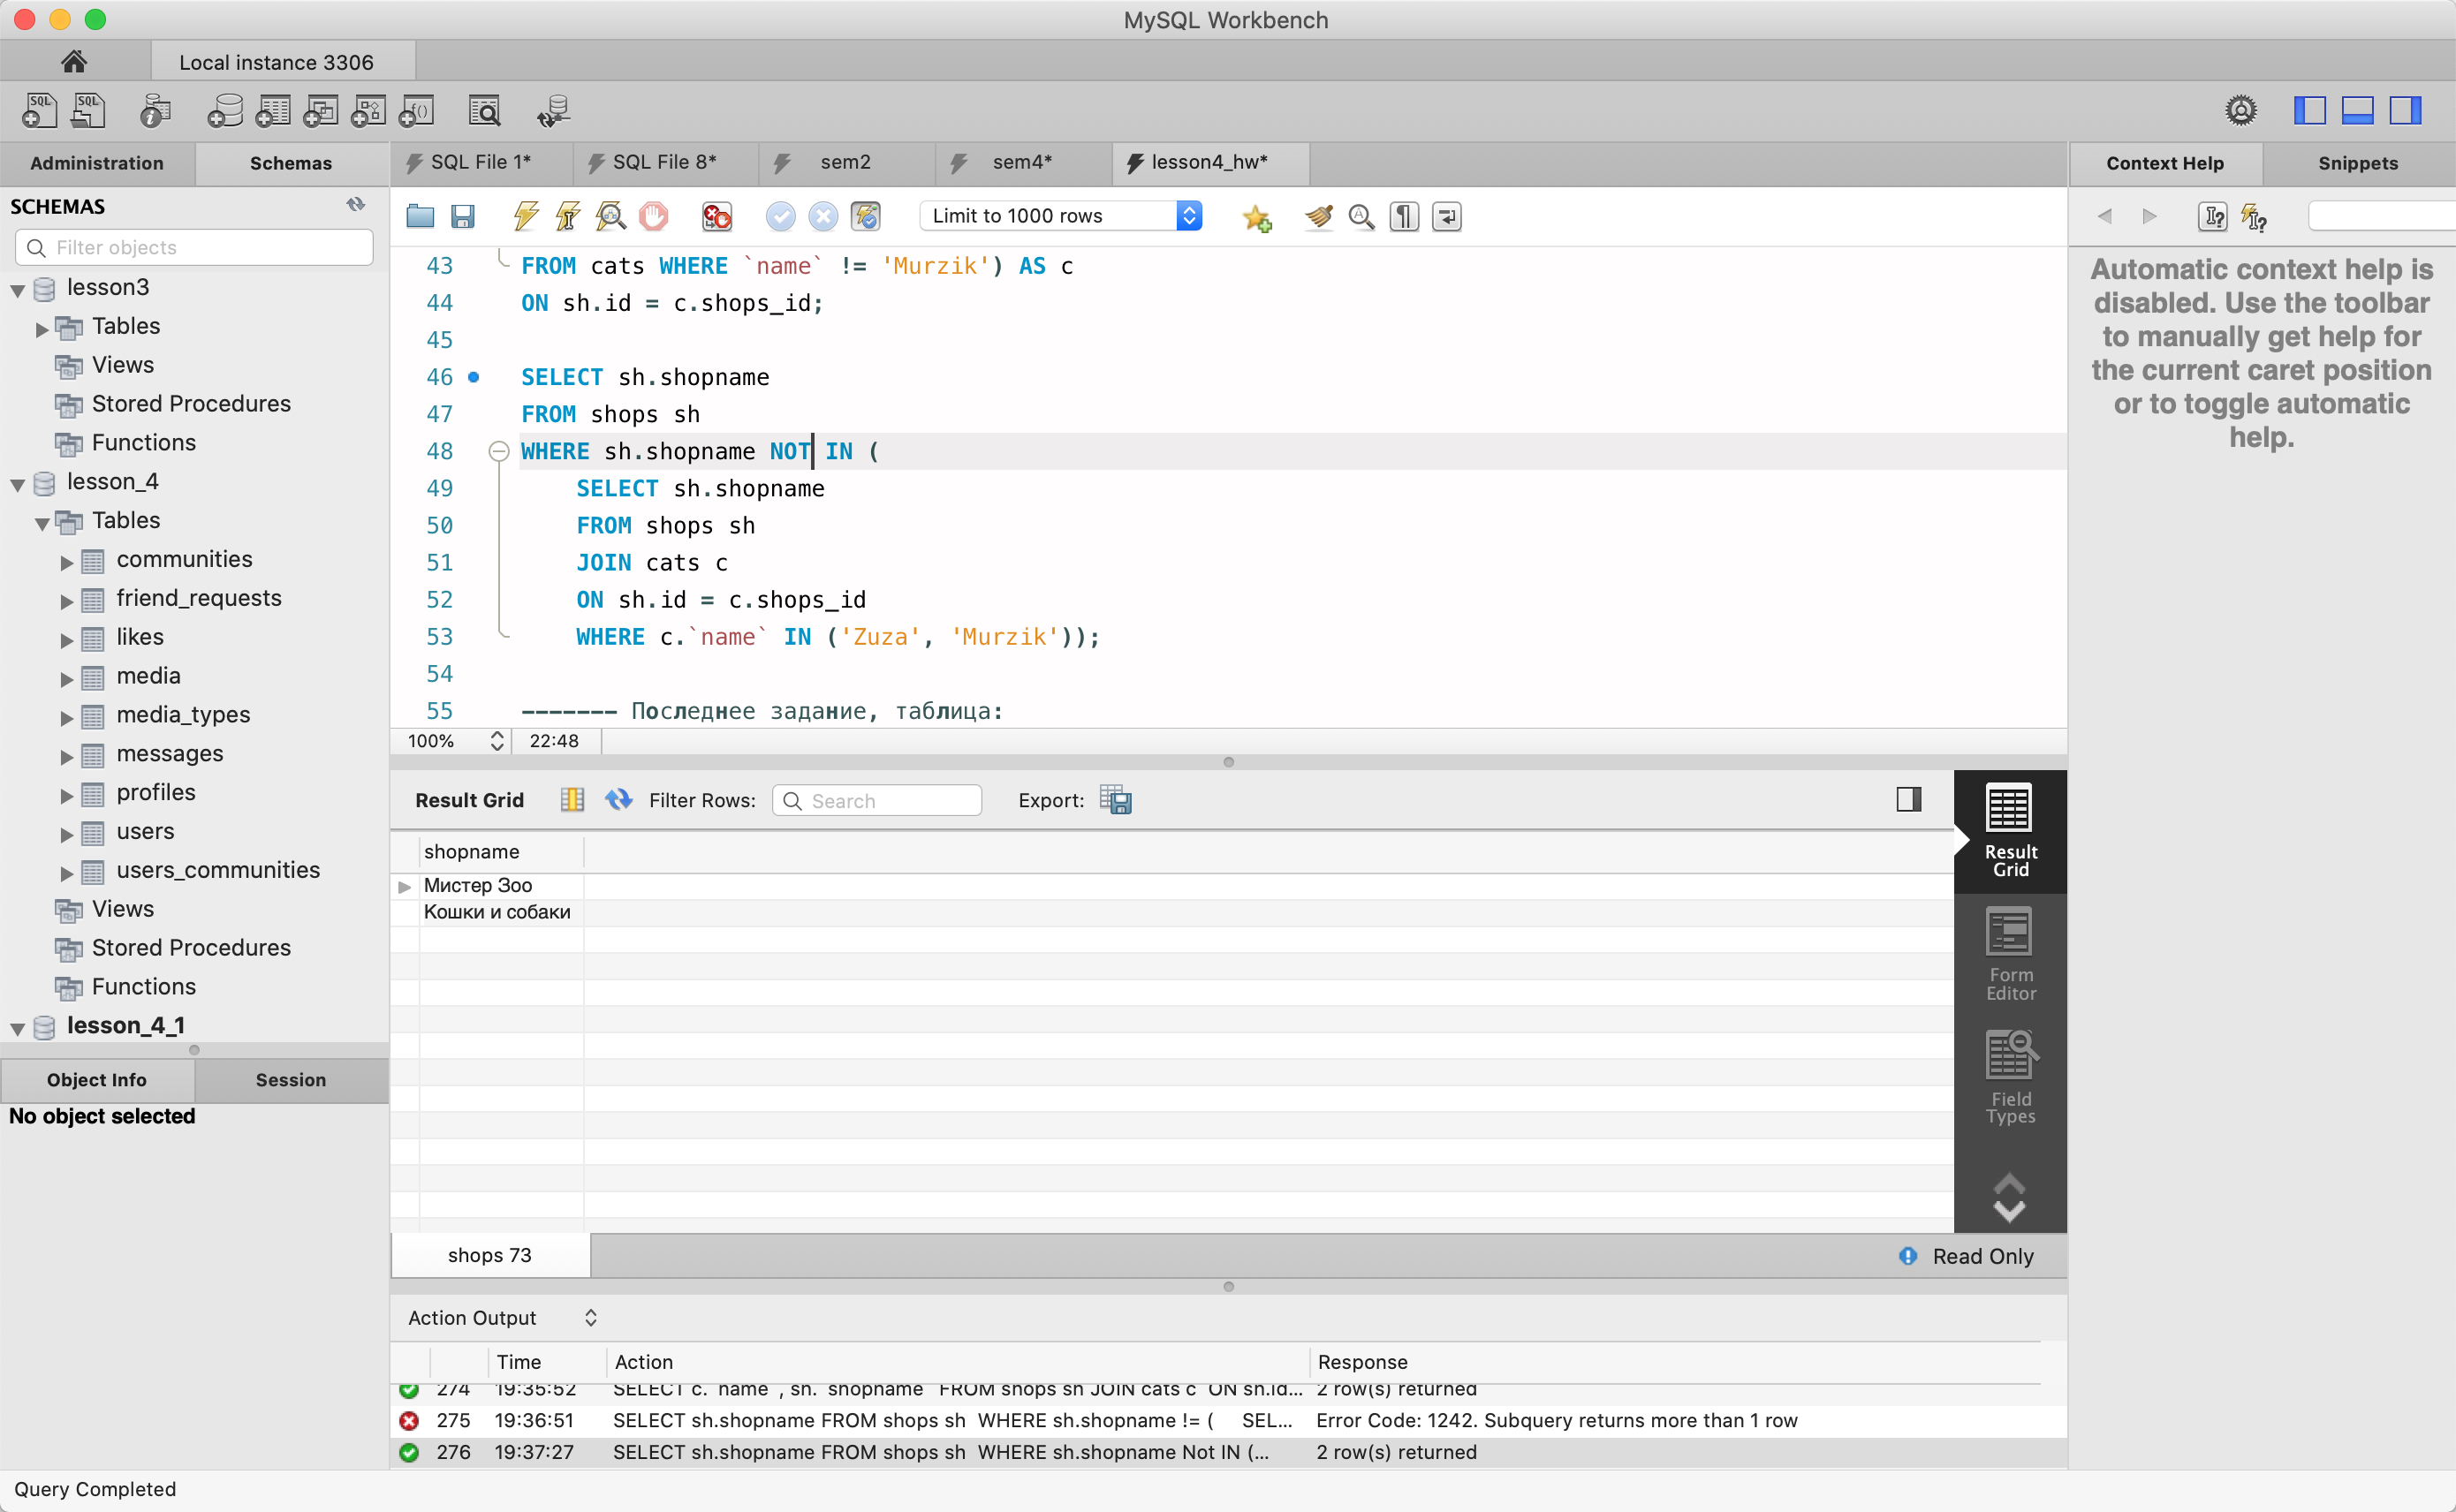 MySQL Workbench
Local instance 3306
Administration
Schemas
SCHEMAS
Filter objects
lesson3
Tables
Views
Stored Procedures
Functions
lesson_4
Tables
communities
friend_requests
likes
media
media_types
messages
profiles
users
users_communities
Views
Stored Procedures
Functions
lesson_4_1
Object Info
Session
No object selected
SQL File 1*
SQL File 8*
sem2
sem4*
lesson4_hw*
Limit to 1000 rows
43 FROM cats WHERE `name` != 'Murzik') AS c
44 ON sh.id = c.shops_id;
45
46 SELECT sh.shopname
47 FROM shops sh
48 WHERE sh.shopname NOT IN (
49 SELECT sh.shopname
50 FROM shops sh
51 JOIN cats c
52 ON sh.id = c.shops_id
53 WHERE c.`name` IN ('Zuza', 'Murzik'));
54
55 ------- Последнее задание, таблица:
100%
22:48
Result Grid
Filter Rows:
Search
Export:
shopname
Мистер Зоо
Кошки и собаки
Result
Grid
Form
Editor
Field
Types
shops 73
Read Only
Action Output
Time
Action
Response
274 19:35:52 SELECT c.`name`, sh.`shopname` FROM shops sh JOIN cats c ON sh.id... 2 row(s) returned
275 19:36:51 SELECT sh.shopname FROM shops sh WHERE sh.shopname != ( SEL... Error Code: 1242. Subquery returns more than 1 row
276 19:37:27 SELECT sh.shopname FROM shops sh WHERE sh.shopname Not IN (... 2 row(s) returned
Query Completed
Context Help
Snippets
Automatic context help is
disabled. Use the toolbar
to manually get help for
the current caret position
or to toggle automatic
help.